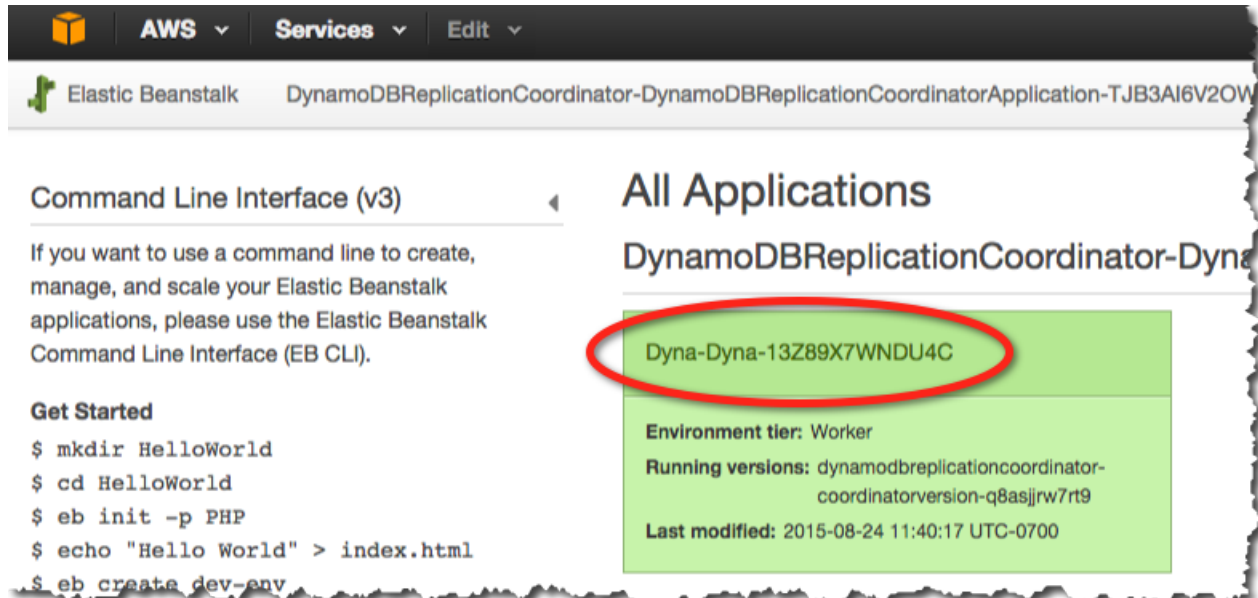 AWS Services Edit
Elastic Beanstalk DynamoDBReplicationCoordinator-DynamoDBReplicationCoordinatorApplication-TJB3AI6V2OW
Command Line Interface (v3)
If you want to use a command line to create,
manage, and scale your Elastic Beanstalk
applications, please use the Elastic Beanstalk
Command Line Interface (EB CLI).
Get Started
$ mkdir HelloWorld
$ cd HelloWorld
$ eb init -p PHP
$ echo "Hello World" > index.html
$ eb create dev-env
All Applications
DynamoDBReplicationCoordinator-Dyna
Dyna-Dyna-13Z89X7WNDU4C
Environment tier: Worker
Running versions: dynamodbreplicationcoordinator-
coordinatorversion-q8asjjrw7rt9
Last modified: 2015-08-24 11:40:17 UTC-0700